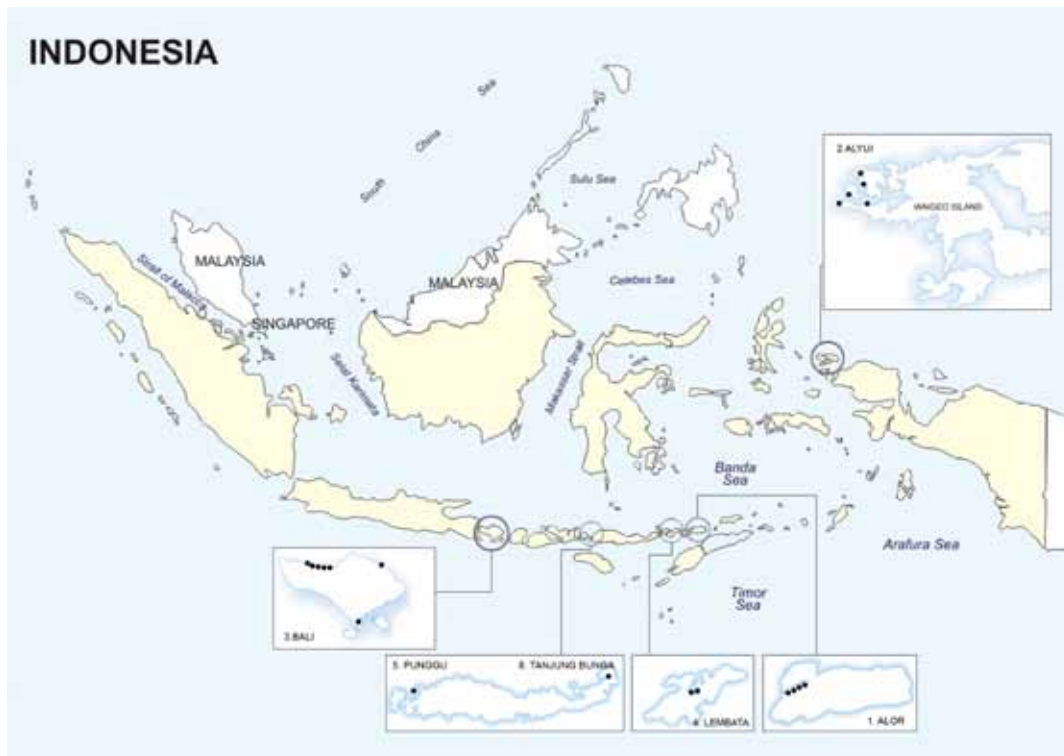 INDONESIA
Sea
China
South
Sulu Sea
2.ALYUI
WAIGEO ISLAND
MALAYSIA
Strait of Malacca
MALAYSIA
Celebes Sea
SINGAPORE
Selat Karimata
Makassar Strait
Banda
Sea
Arafura Sea
Timor
Sea
3.BALI
5. PUNGGU
6. TANJUNG BUNGA
4. LEMBATA
1. ALOR